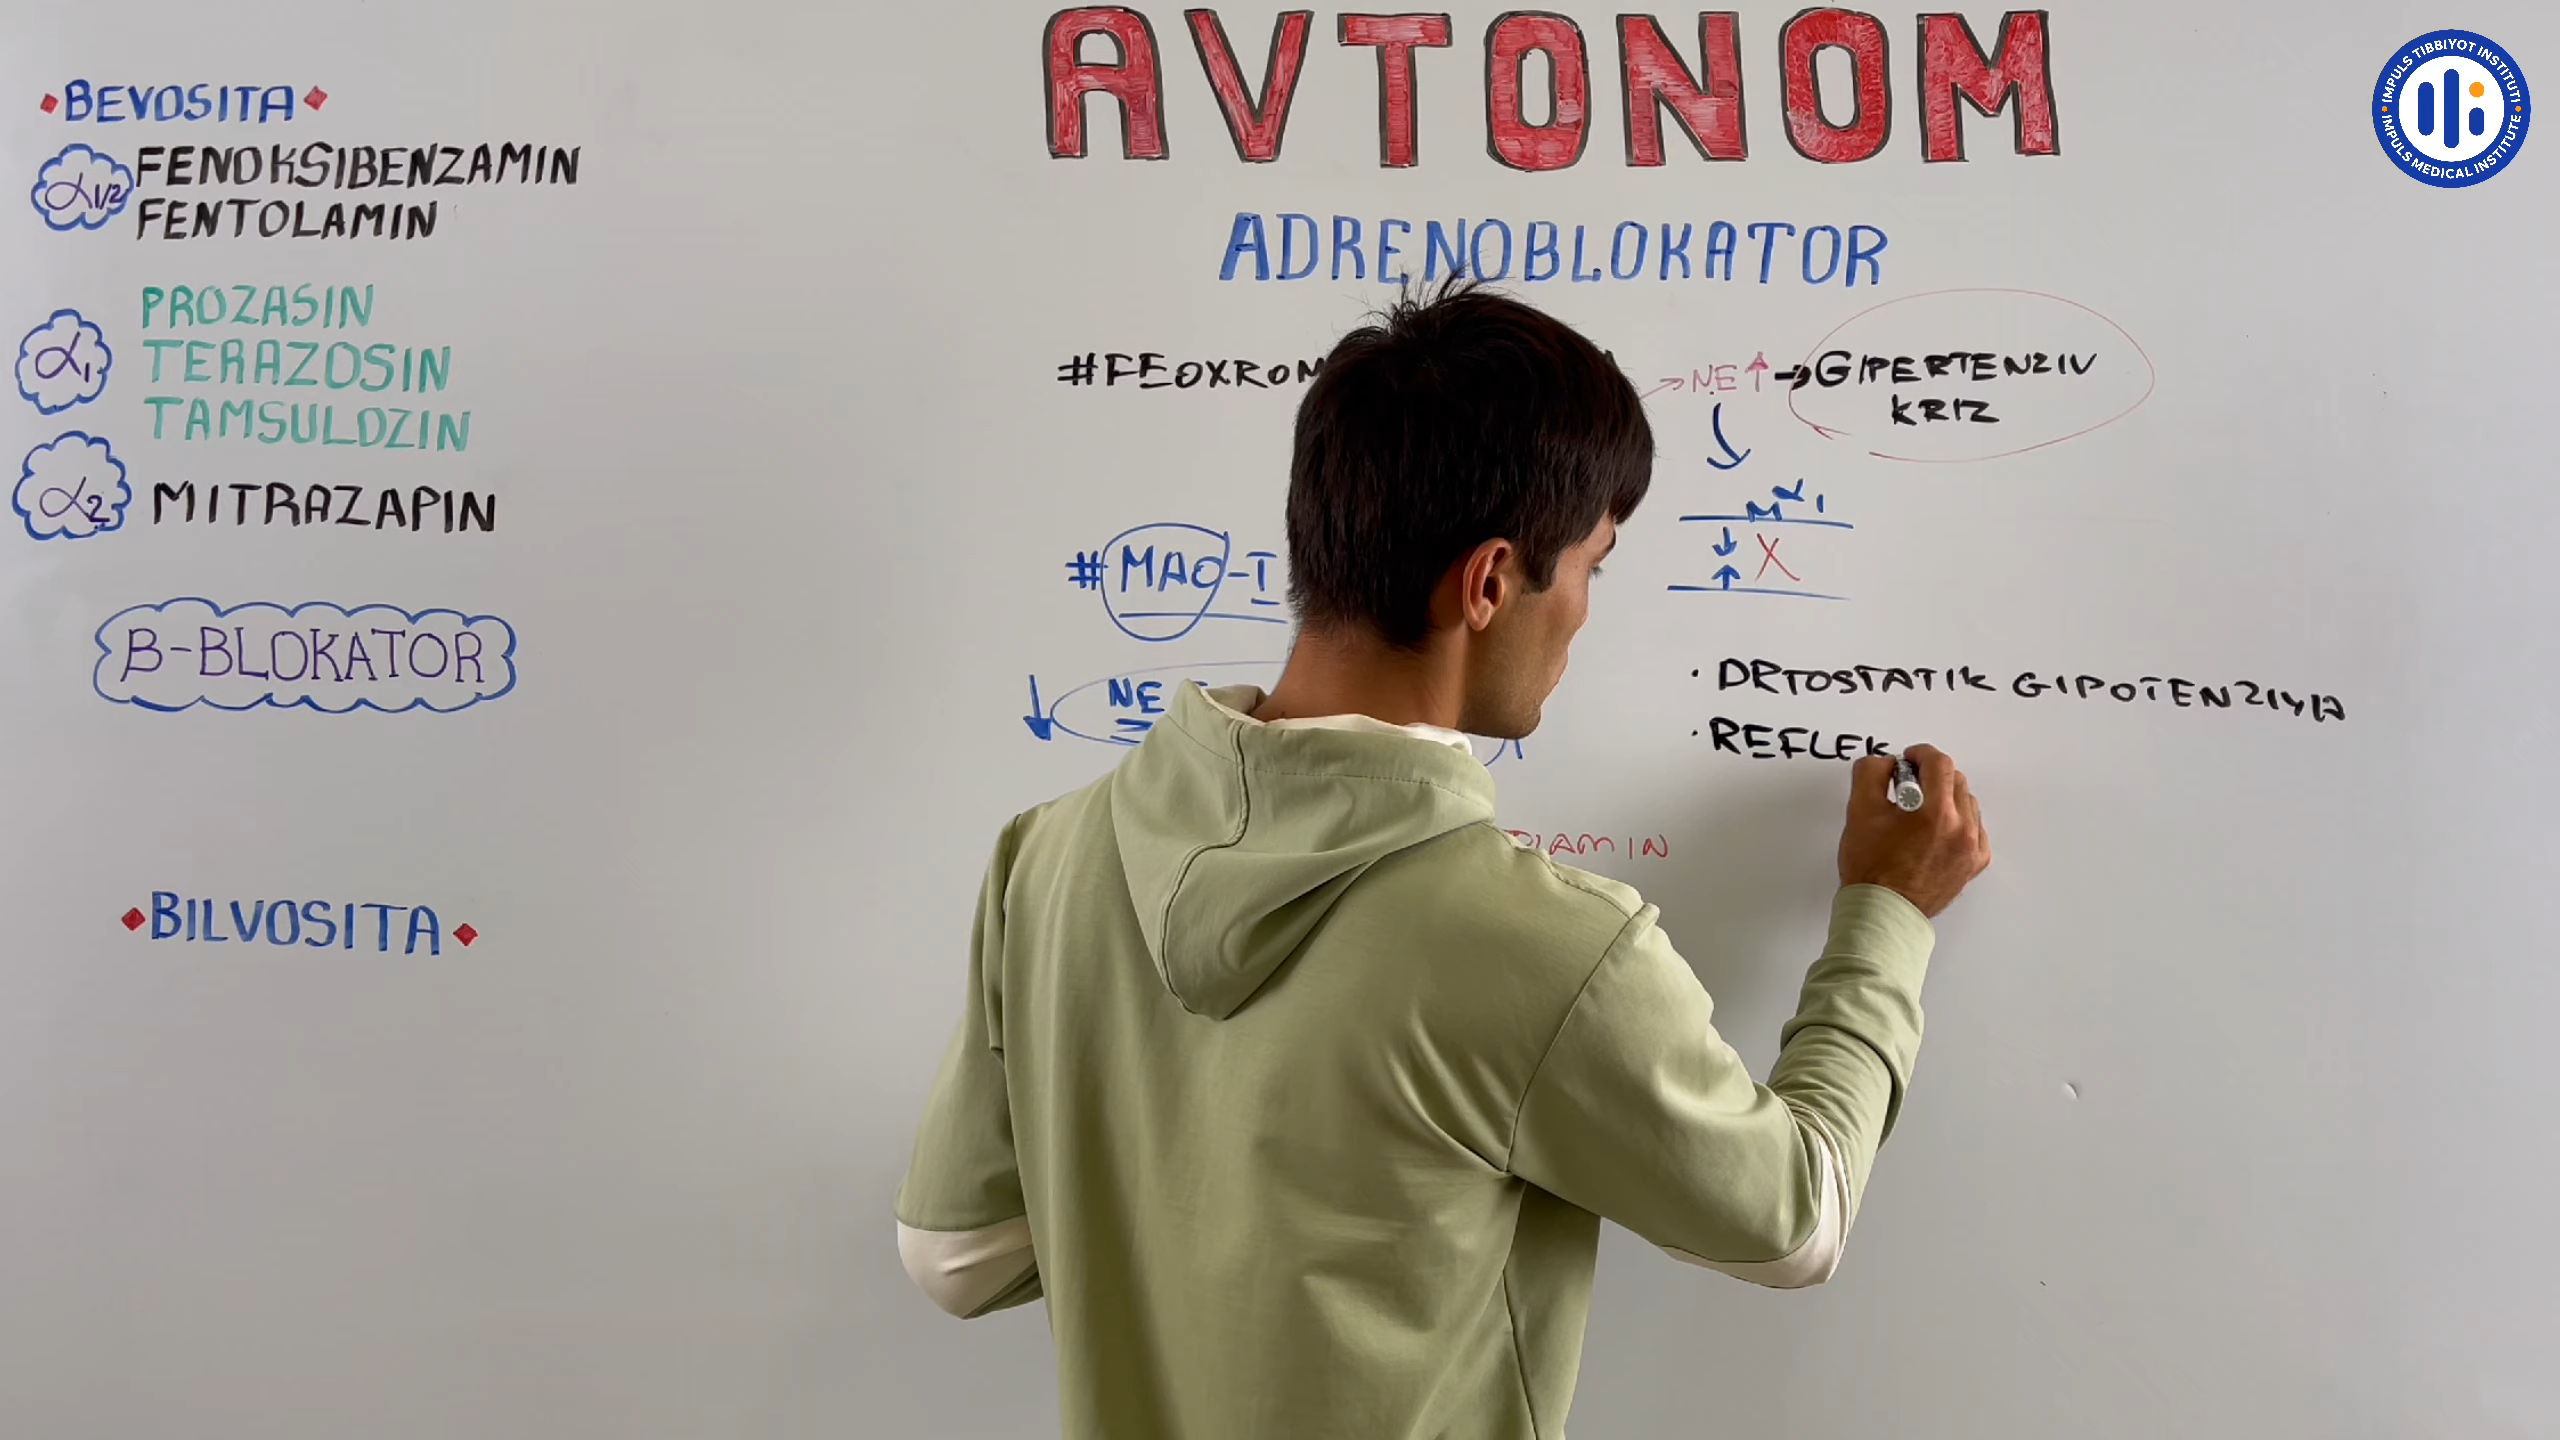 AVTONOM
ADRENOBLOKATOR
BEVOSITA
α1/2 FENOKSIBENZAMIN
FENTOLAMIN
α1 PROZASIN
TERAZOSIN
TAMSULOZIN
α2 MITRAZAPIN
B-BLOKATOR
BILVOSITA
#FEOXROM
NE↑→GIPERTENZIV
KRIZ
α1
X
#MAO-I
↓ NE
• ORTOSTATIK GIPOTENZIYA
• REFLEK
IMPULS TIBBIYOT INSTITUTI
IMPULS MEDICAL INSTITUTE